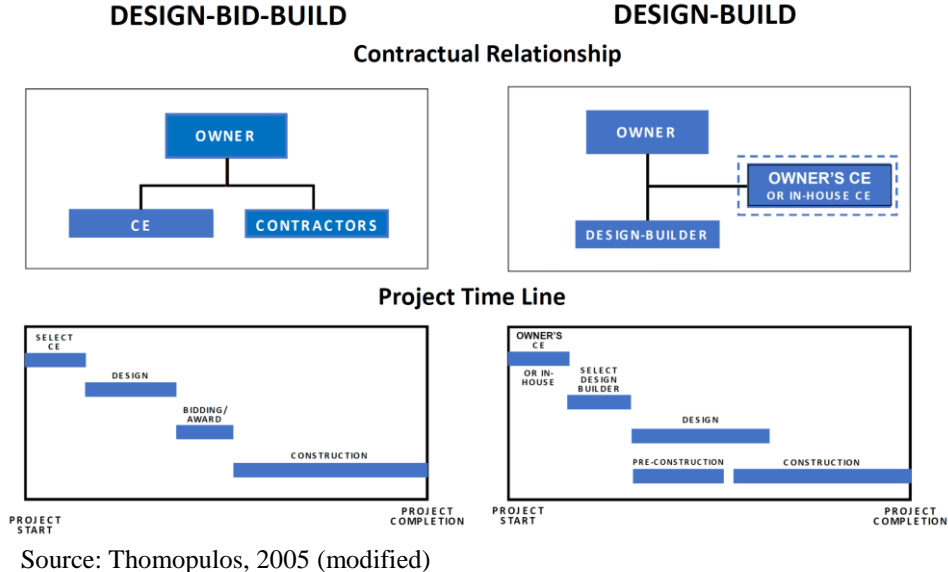 DESIGN-BID-BUILD
DESIGN-BUILD
Contractual Relationship
OWNER
CE
CONTRACTORS
OWNER
OWNER'S CE
OR IN-HOUSE CE
DESIGN-BUILDER
Project Time Line
SELECT
CE
DESIGN
BIDDING/
AWARD
CONSTRUCTION
PROJECT
START
PROJECT
COMPLETION
OWNER'S
CE
OR IN-
HOUSE
SELECT
DESIGN
BUILDER
DESIGN
PRE-CONSTRUCTION
CONSTRUCTION
PROJECT
START
PROJECT
COMPLETION
Source: Thomopulos, 2005 (modified)